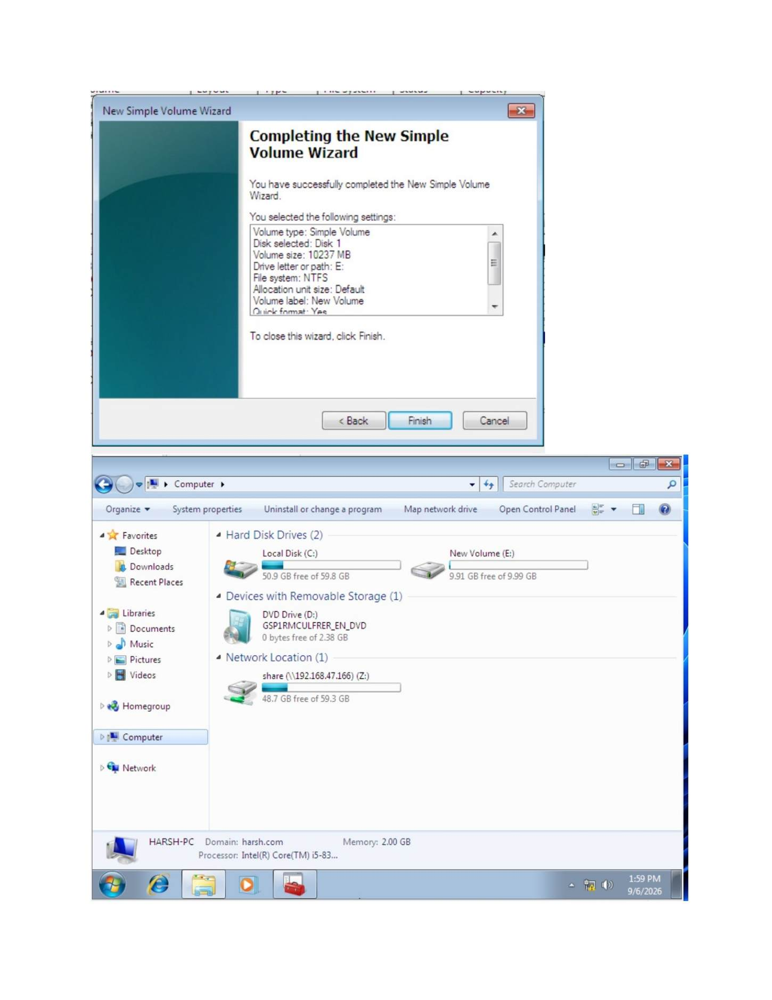 Volume Layout Type File System Status Capacity
New Simple Volume Wizard
Completing the New Simple
Volume Wizard
You have successfully completed the New Simple Volume
Wizard.
You selected the following settings:
Volume type: Simple Volume
Disk selected: Disk 1
Volume size: 10237 MB
Drive letter or path: E:
File system: NTFS
Allocation unit size: Default
Volume label: New Volume
Quick format: Yes
To close this wizard, click Finish.
< Back Finish Cancel
Computer
Search Computer
Organize System properties Uninstall or change a program Map network drive Open Control Panel
Favorites
Desktop
Downloads
Recent Places
Libraries
Documents
Music
Pictures
Videos
Homegroup
Computer
Network
Hard Disk Drives (2)
Local Disk (C:)
50.9 GB free of 59.8 GB
New Volume (E:)
9.91 GB free of 9.99 GB
Devices with Removable Storage (1)
DVD Drive (D:)
GSP1RMCULFRER_EN_DVD
0 bytes free of 2.38 GB
Network Location (1)
share (\\192.168.47.166) (Z:)
48.7 GB free of 59.3 GB
HARSH-PC Domain: harsh.com Memory: 2.00 GB
Processor: Intel(R) Core(TM) i5-83...
1:59 PM
9/6/2026